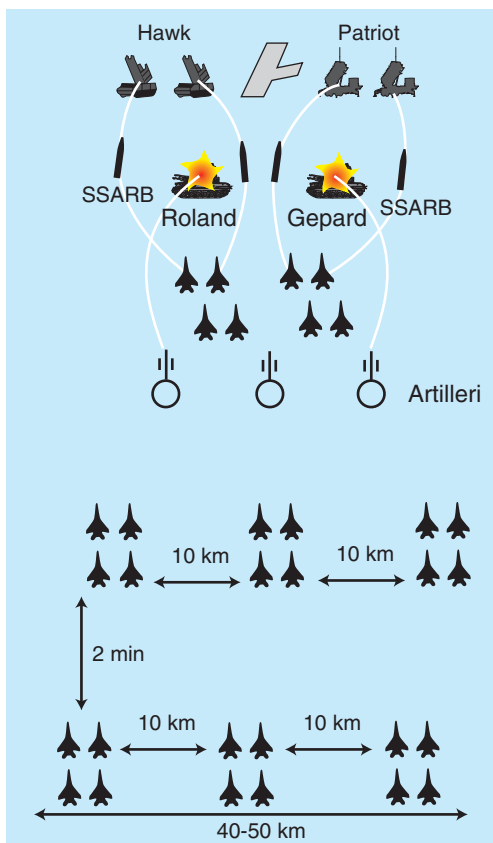 Hawk
Patriot
SSARB
Roland
Gepard
SSARB
Artilleri
10 km
10 km
2 min
10 km
10 km
40-50 km